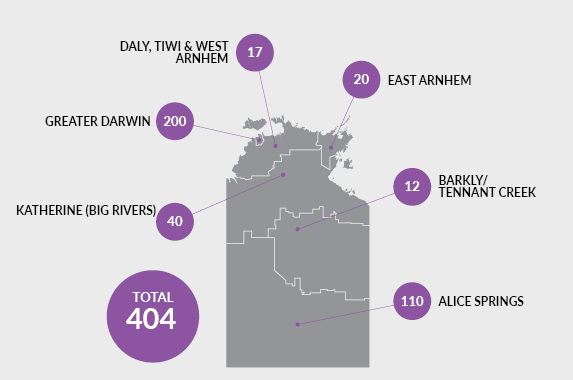 DALY, TIWI & WEST
ARNHEM
17
20
EAST ARNHEM
GREATER DARWIN
200
12
BARKLY/
TENNANT CREEK
KATHERINE (BIG RIVERS)
40
TOTAL
404
110
ALICE SPRINGS